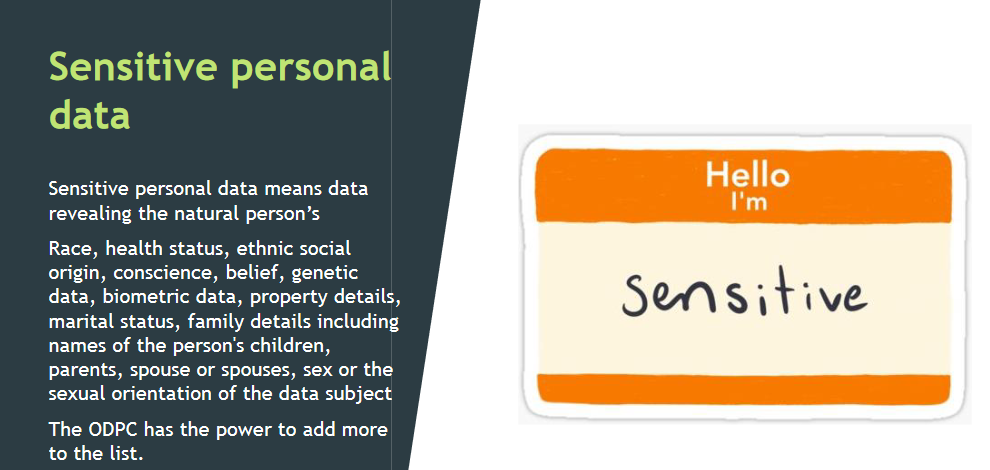 Sensitive personal
data
Sensitive personal data means data
revealing the natural person’s
Race, health status, ethnic social
origin, conscience, belief, genetic
data, biometric data, property details,
marital status, family details including
names of the person's children,
parents, spouse or spouses, sex or the
sexual orientation of the data subject
The ODPC has the power to add more
to the list.
Hello
I'm
sensitive